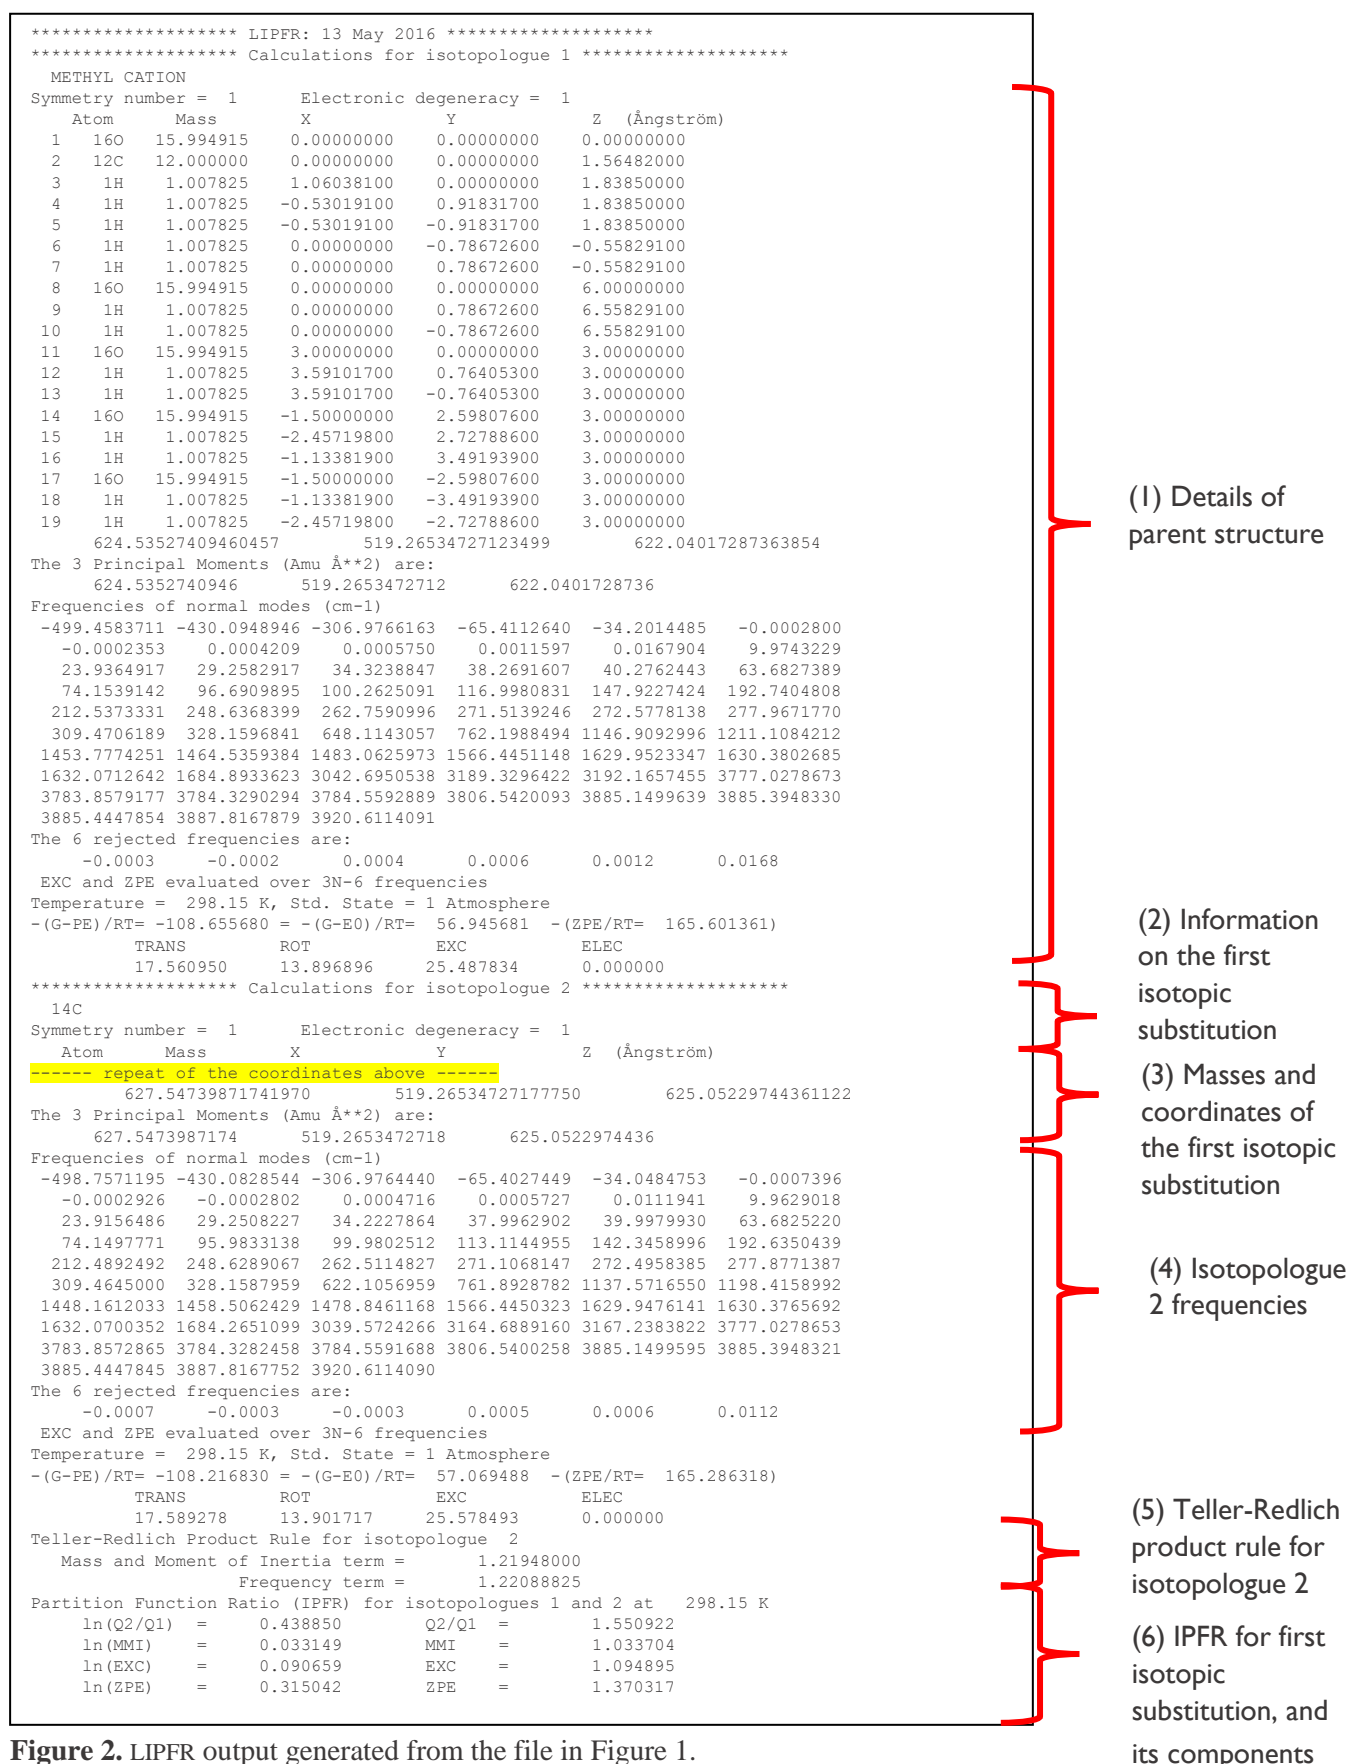 ******************** LIPFR: 13 May 2016 ********************
******************** Calculations for isotopologue 1 ********************
METHYL CATION
Symmetry number = 1 Electronic degeneracy = 1
Atom Mass X Y Z (Ångström)
1 16O 15.994915 0.00000000 0.00000000 0.00000000
2 12C 12.000000 0.00000000 0.00000000 1.56482000
3 1H 1.007825 1.06038100 0.00000000 1.83850000
4 1H 1.007825 -0.53019100 0.91831700 1.83850000
5 1H 1.007825 -0.53019100 -0.91831700 1.83850000
6 1H 1.007825 0.00000000 -0.78672600 -0.55829100
7 1H 1.007825 0.00000000 0.78672600 -0.55829100
8 16O 15.994915 0.00000000 0.00000000 6.00000000
9 1H 1.007825 0.00000000 0.78672600 6.55829100
10 1H 1.007825 0.00000000 -0.78672600 6.55829100
11 16O 15.994915 3.00000000 0.00000000 3.00000000
12 1H 1.007825 3.59101700 0.76405300 3.00000000
13 1H 1.007825 3.59101700 -0.76405300 3.00000000
14 16O 15.994915 -1.50000000 2.59807600 3.00000000
15 1H 1.007825 -2.45719800 2.72788600 3.00000000
16 1H 1.007825 -1.13381900 3.49193900 3.00000000
17 16O 15.994915 -1.50000000 -2.59807600 3.00000000
18 1H 1.007825 -1.13381900 -3.49193900 3.00000000
19 1H 1.007825 -2.45719800 -2.72788600 3.00000000
624.53527409460457 519.26534727123499 622.04017287363854
The 3 Principal Moments (Amu Å**2) are:
624.5352740946 519.2653472712 622.0401728736
Frequencies of normal modes (cm-1)
-499.4583711 -430.0948946 -306.9766163 -65.4112640 -34.2014485 -0.0002800
-0.0002353 0.0004209 0.0005750 0.0011597 0.0167904 9.9743229
23.9364917 29.2582917 34.3238847 38.2691607 40.2762443 63.6827389
74.1539142 96.6909895 100.2625091 116.9980831 147.9227424 192.7404808
212.5373331 248.6368399 262.7590996 271.5139246 272.5778138 277.9671770
309.4706189 328.1596841 648.1143057 762.1988494 1146.9092996 1211.1084212
1453.7774251 1464.5359384 1483.0625973 1566.4451148 1629.9523347 1630.3802685
1632.0712642 1684.8933623 3042.6950538 3189.3296422 3192.1657455 3777.0278673
3783.8579177 3784.3290294 3784.5592889 3806.5420093 3885.1499639 3885.3948330
3885.4447854 3887.8167879 3920.6114091
The 6 rejected frequencies are:
-0.0003 -0.0002 0.0004 0.0006 0.0012 0.0168
EXC and ZPE evaluated over 3N-6 frequencies
Temperature = 298.15 K, Std. State = 1 Atmosphere
-(G-PE)/RT= -108.655680 = -(G-E0)/RT= 56.945681 -(ZPE/RT= 165.601361)
TRANS ROT EXC ELEC
17.560950 13.896896 25.487834 0.000000
(1) Details of
parent structure
******************** Calculations for isotopologue 2 ********************
14C
Symmetry number = 1 Electronic degeneracy = 1
(2) Information
on the first
isotopic
substitution
Atom Mass X Y Z (Ångström)
------ repeat of the coordinates above ------
627.54739871741970 519.26534727177750 625.05229744361122
The 3 Principal Moments (Amu Å**2) are:
627.5473987174 519.2653472718 625.0522974436
(3) Masses and
coordinates of
the first isotopic
substitution
Frequencies of normal modes (cm-1)
-498.7571195 -430.0828544 -306.9764440 -65.4027449 -34.0484753 -0.0007396
-0.0002926 -0.0002802 0.0004716 0.0005727 0.0111941 9.9629018
23.9156486 29.2508227 34.2227864 37.9962902 39.9979930 63.6825220
74.1497771 95.9833138 99.9802512 113.1144955 142.3458996 192.6350439
212.4892492 248.6289067 262.5114827 271.1068147 272.4958385 277.8771387
309.4645000 328.1587959 622.1056959 761.8928782 1137.5716550 1198.4158992
1448.1612033 1458.5062429 1478.8461168 1566.4450323 1629.9476141 1630.3765692
1632.0700352 1684.2651099 3039.5724266 3164.6889160 3167.2383822 3777.0278653
3783.8572865 3784.3282458 3784.5591688 3806.5400258 3885.1499595 3885.3948321
3885.4447845 3887.8167752 3920.6114090
The 6 rejected frequencies are:
-0.0007 -0.0003 -0.0003 0.0005 0.0006 0.0112
EXC and ZPE evaluated over 3N-6 frequencies
(4) Isotopologue
2 frequencies
Temperature = 298.15 K, Std. State = 1 Atmosphere
-(G-PE)/RT= -108.216830 = -(G-E0)/RT= 57.069488 -(ZPE/RT= 165.286318)
TRANS ROT EXC ELEC
17.589278 13.901717 25.578493 0.000000
Teller-Redlich Product Rule for isotopologue 2
Mass and Moment of Inertia term = 1.21948000
Frequency term = 1.22088825
(5) Teller-Redlich
product rule for
isotopologue 2
Partition Function Ratio (IPFR) for isotopologues 1 and 2 at 298.15 K
ln(Q2/Q1) = 0.438850 Q2/Q1 = 1.550922
ln(MMI) = 0.033149 MMI = 1.033704
ln(EXC) = 0.090659 EXC = 1.094895
ln(ZPE) = 0.315042 ZPE = 1.370317
(6) IPFR for first
isotopic
substitution, and
its components
Figure 2. LIPFR output generated from the file in Figure 1.